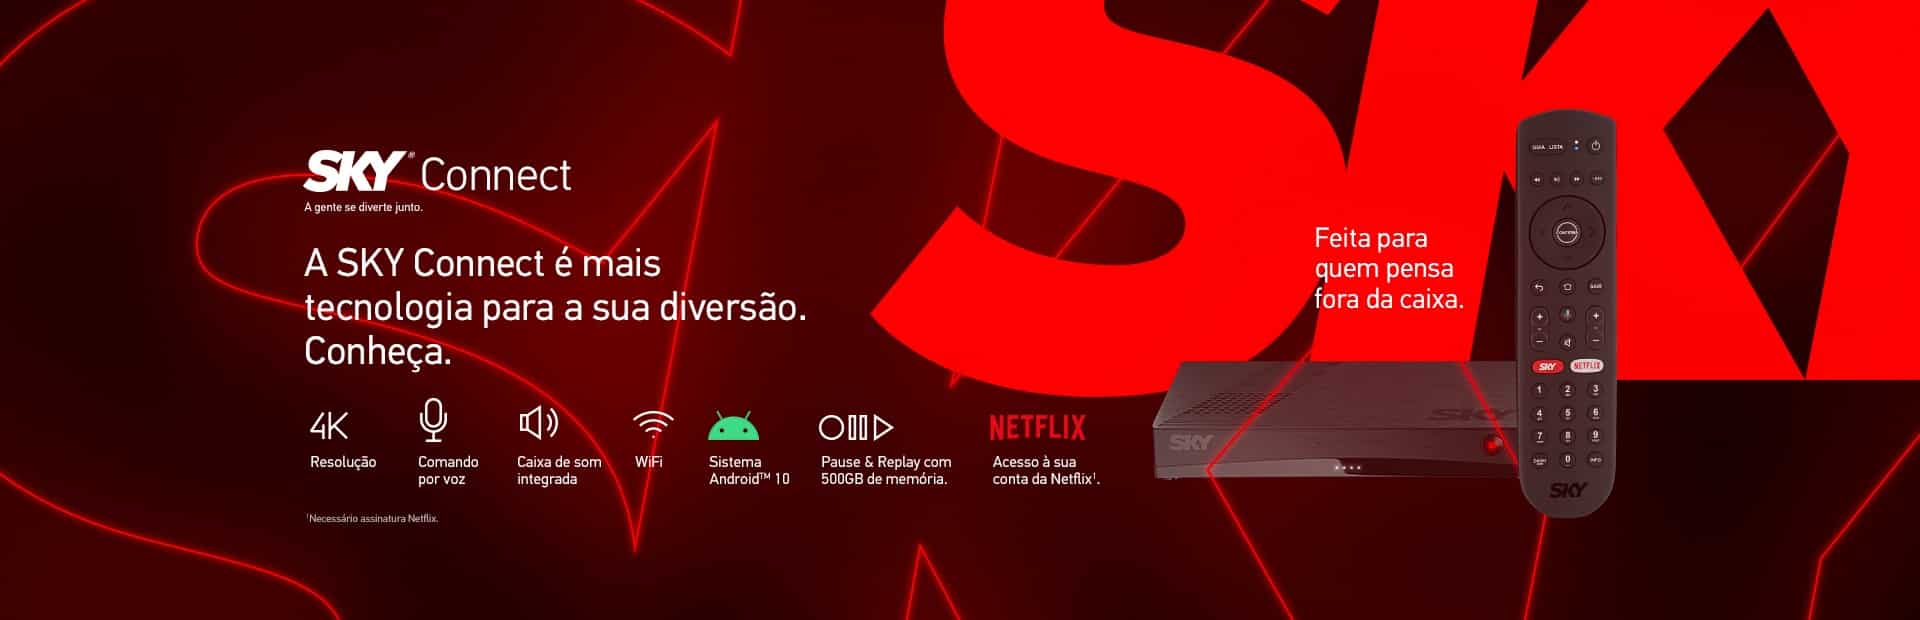 SKY® Connect
A gente se diverte junto.
A SKY Connect é mais
tecnologia para a sua diversão.
Conheça.
4K
Resolução
Comando
por voz
Caixa de som
integrada
WiFi
Sistema
Android™ 10
Pause & Replay com
500GB de memória.
NETFLIX
Acesso à sua
conta da Netflix¹.
¹Necessário assinatura Netflix.
SKY
Feita para
quem pensa
fora da caixa.
SKY
SKY
GUIA LISTA
SKY NETFLIX
1 2 3
4 5 6
7 8 9
0 INFO
SKY